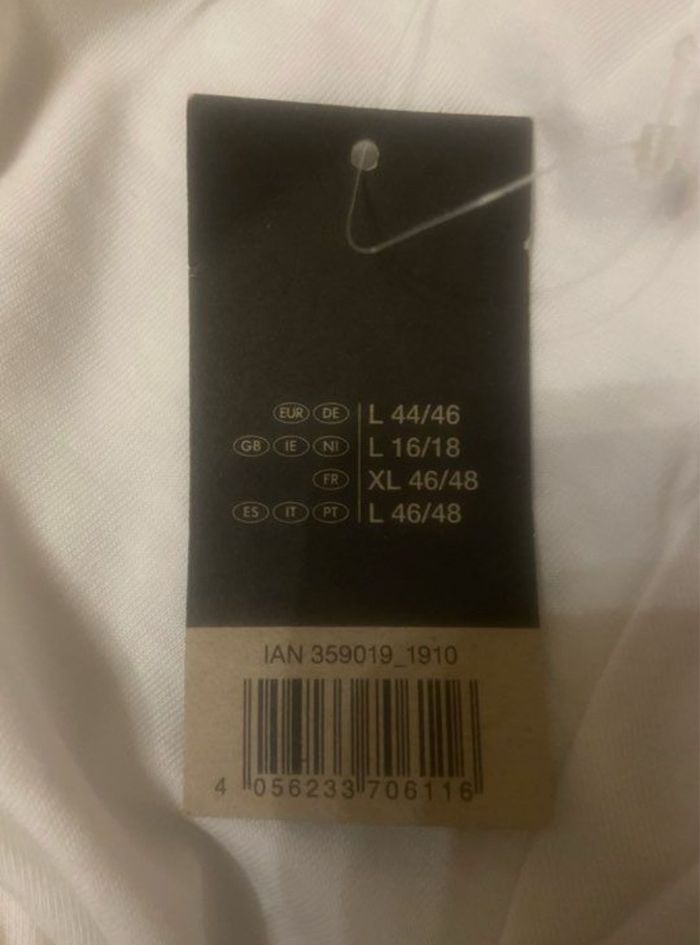 EUR DE L 44/46
GB IE NI L 16/18
FR XL 46/48
ES IT PT L 46/48
IAN 359019_1910
4 056233 706116